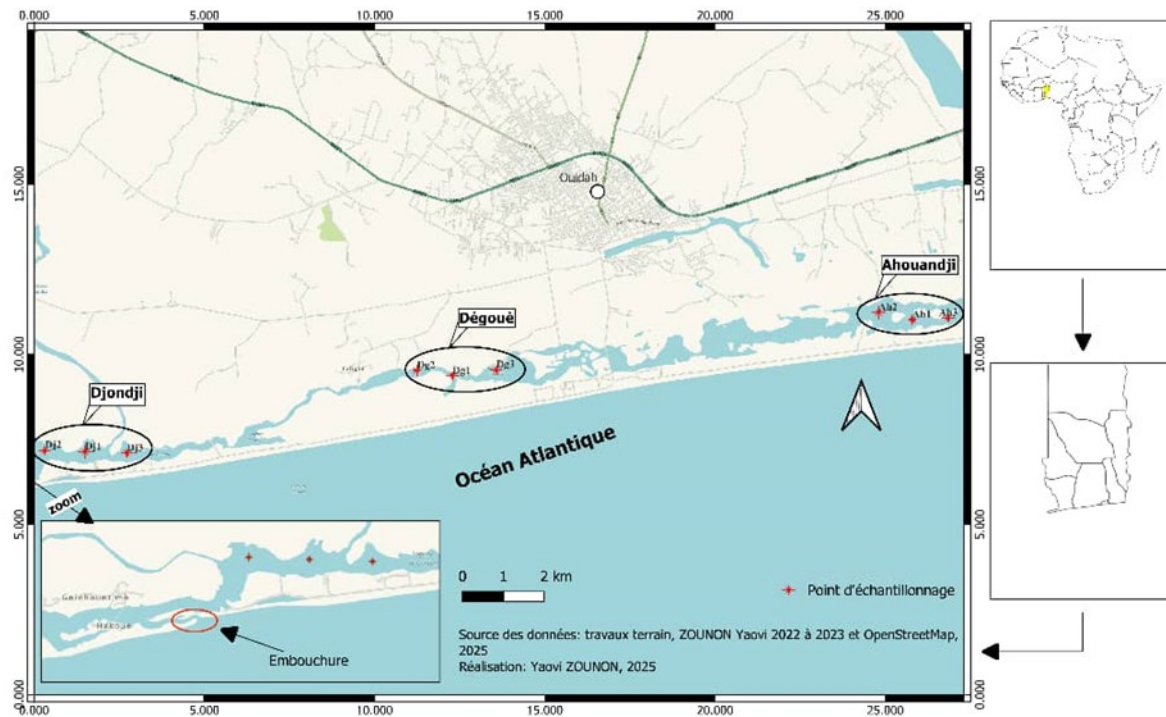 0.000
5.000
10.000
15.000
20.000
25.000
15.000
15.000
Ouidah
Ahouandji
Ah2
Ah1
Ah3
Dégouè
Dg2
Dg1
Dg3
10.000
10.000
Djondji
Dj2
Dj1
Dj3
Océan Atlantique
zoom
5.000
5.000
0 1 2 km
Point d'échantillonnage
Source des données: travaux terrain, ZOUNON Yaovi 2022 à 2023 et OpenStreetMap,
2025
Réalisation: Yaovi ZOUNON, 2025
Embouchure
0.000
0.000
0.000
5.000
10.000
15.000
20.000
25.000